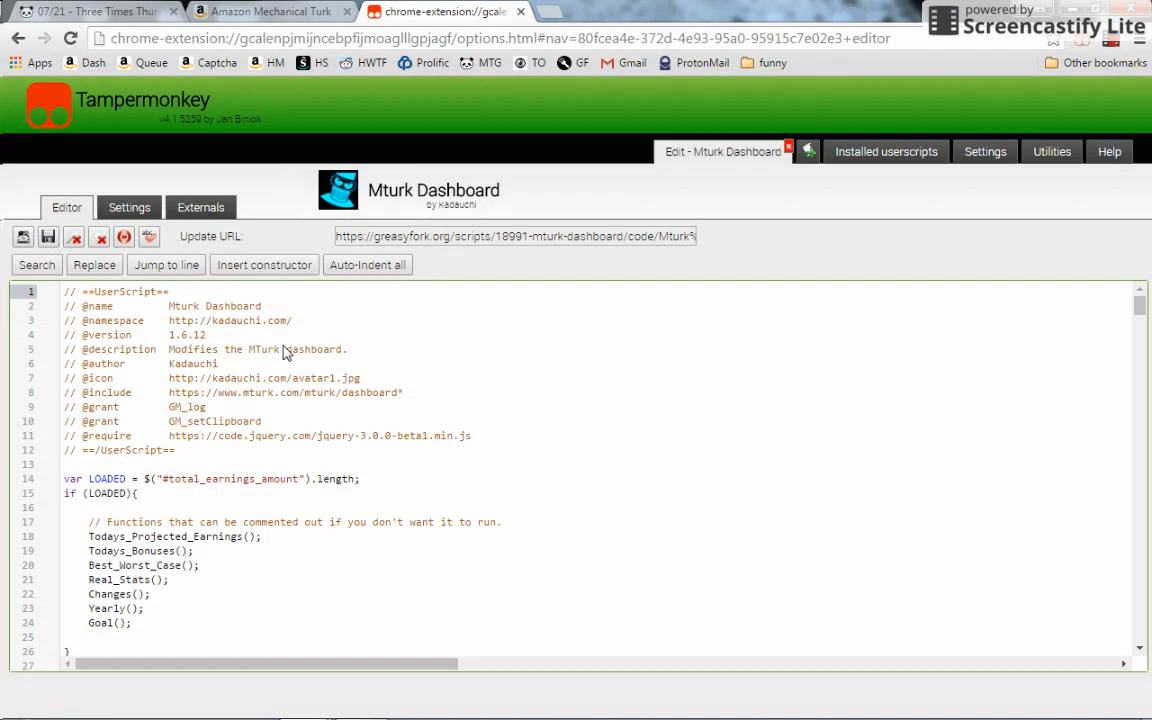 07/21 - Three Times Thu
Amazon Mechanical Turk
chrome-extension://gcale
powered by
Screencastify Lite
chrome-extension://gcalenpjmijncebpfijmoaglllgpjagf/options.html#nav=80fcea4e-372d-4e93-95a0-95915c7e02e3+editor
Apps
Dash
Queue
Captcha
HM
HS
HWTF
Prolific
MTG
TO
GF
Gmail
ProtonMail
funny
Other bookmarks
Tampermonkey
v4.1.5259 by Jan Biniok
Edit - Mturk Dashboard
Installed userscripts
Settings
Utilities
Help
Mturk Dashboard
by Kadauchi
Editor
Settings
Externals
Update URL:
https://greasyfork.org/scripts/18991-mturk-dashboard/code/Mturk%
Search
Replace
Jump to line
Insert constructor
Auto-Indent all
1 // ==UserScript==
2 // @name Mturk Dashboard
3 // @namespace http://kadauchi.com/
4 // @version 1.6.12
5 // @description Modifies the MTurk dashboard.
6 // @author Kadauchi
7 // @icon http://kadauchi.com/avatar1.jpg
8 // @include https://www.mturk.com/mturk/dashboard*
9 // @grant GM_log
10 // @grant GM_setClipboard
11 // @require https://code.jquery.com/jquery-3.0.0-beta1.min.js
12 // ==/UserScript==
13
14 var LOADED = $("#total_earnings_amount").length;
15 if (LOADED){
16
17 // Functions that can be commented out if you don't want it to run.
18 Todays_Projected_Earnings();
19 Todays_Bonuses();
20 Best_Worst_Case();
21 Real_Stats();
22 Changes();
23 Yearly();
24 Goal();
25
26 }
27